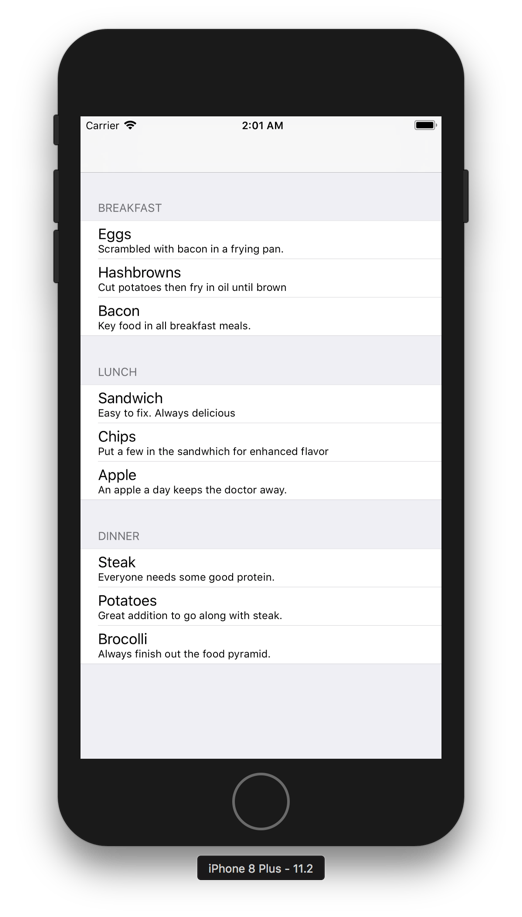 Carrier 2:01 AM
BREAKFAST
Eggs
Scrambled with bacon in a frying pan.
Hashbrowns
Cut potatoes then fry in oil until brown
Bacon
Key food in all breakfast meals.
LUNCH
Sandwich
Easy to fix. Always delicious
Chips
Put a few in the sandwhich for enhanced flavor
Apple
An apple a day keeps the doctor away.
DINNER
Steak
Everyone needs some good protein.
Potatoes
Great addition to go along with steak.
Brocolli
Always finish out the food pyramid.
iPhone 8 Plus - 11.2